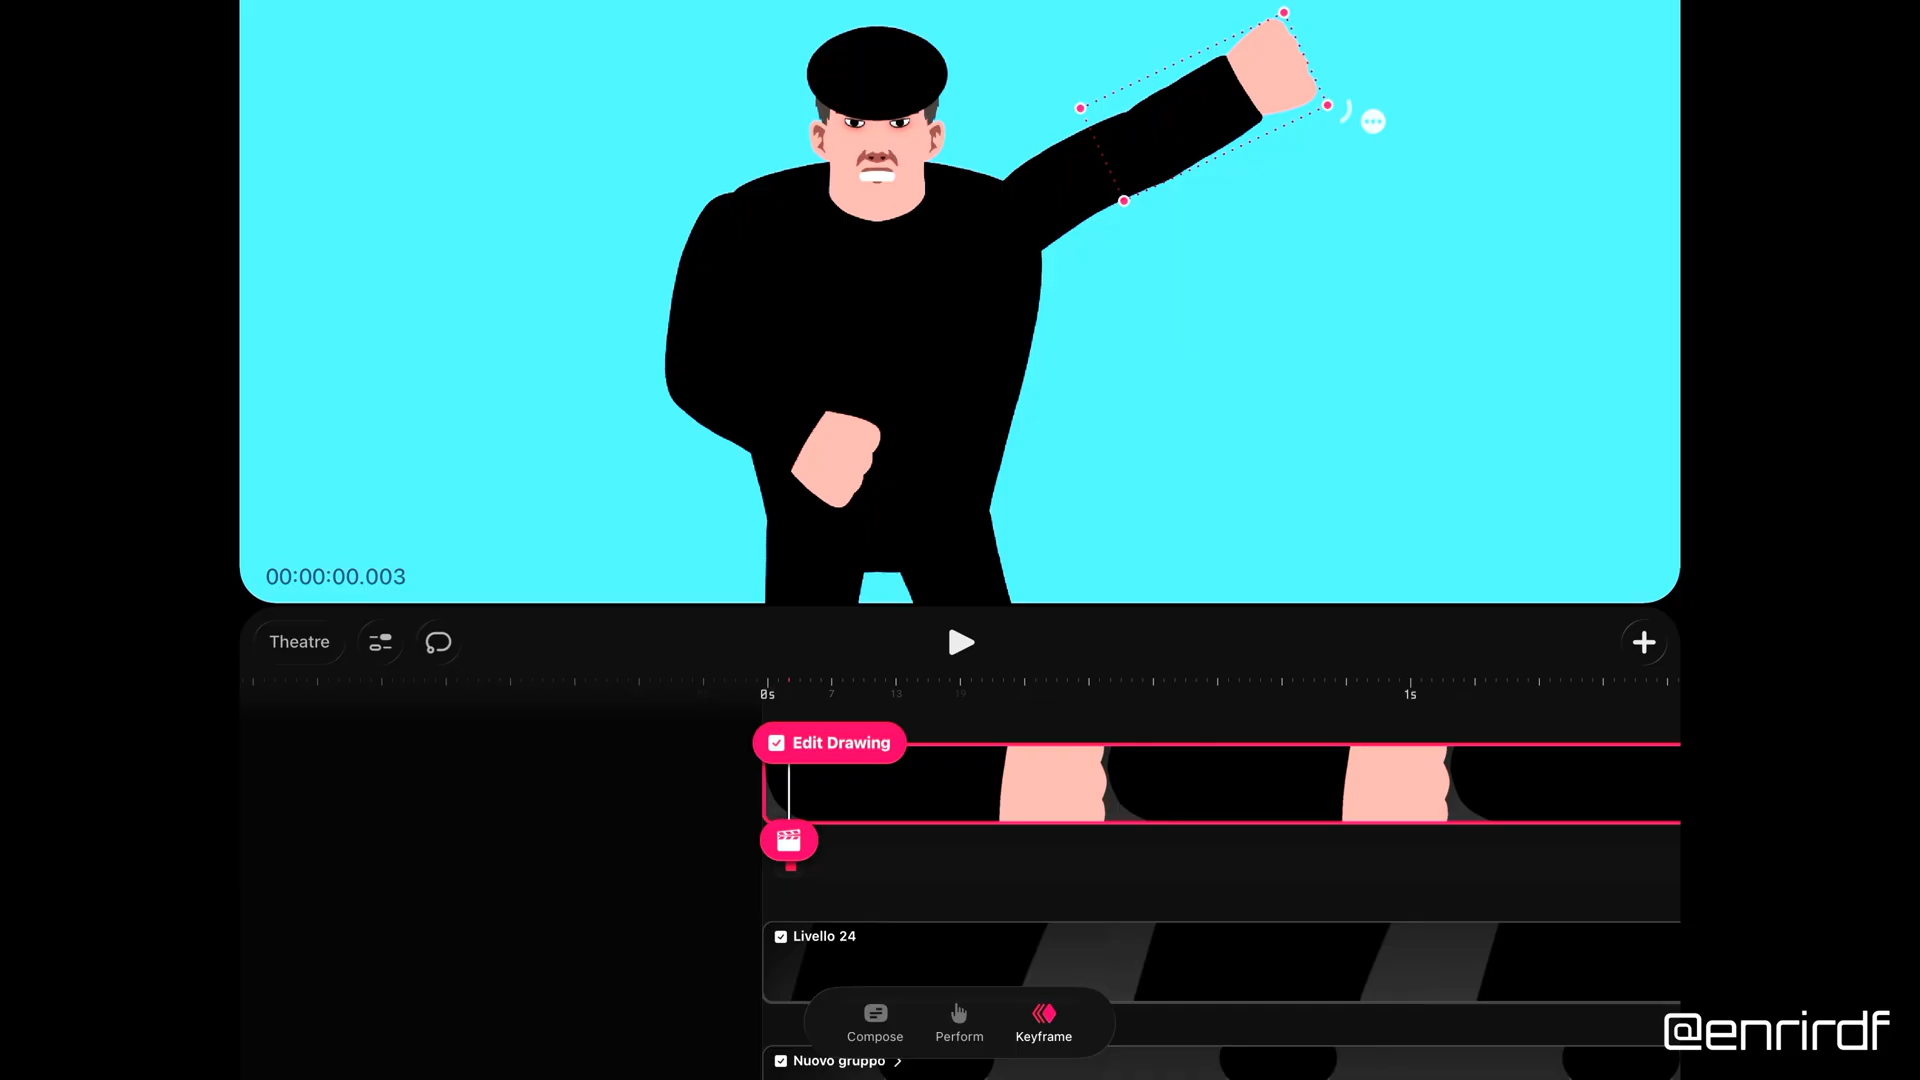 00:00:00.003
Theatre
0s 7 13 19 1s
Edit Drawing
Livello 24
Compose Perform Keyframe
Nuovo gruppo
@enrirdf